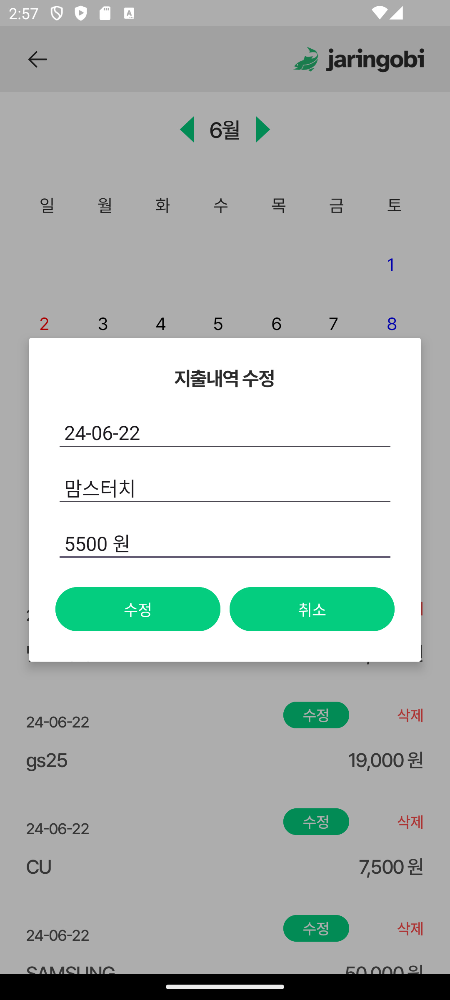 2:57
jaringobi
6월
일 월 화 수 목 금 토
1
2 3 4 5 6 7 8
지출내역 수정
24-06-22
맘스터치
5500 원
수정 취소
24-06-22 수정 삭제
gs25 19,000 원
24-06-22 수정 삭제
CU 7,500 원
24-06-22 수정 삭제
SAMSUNG 50,000 원